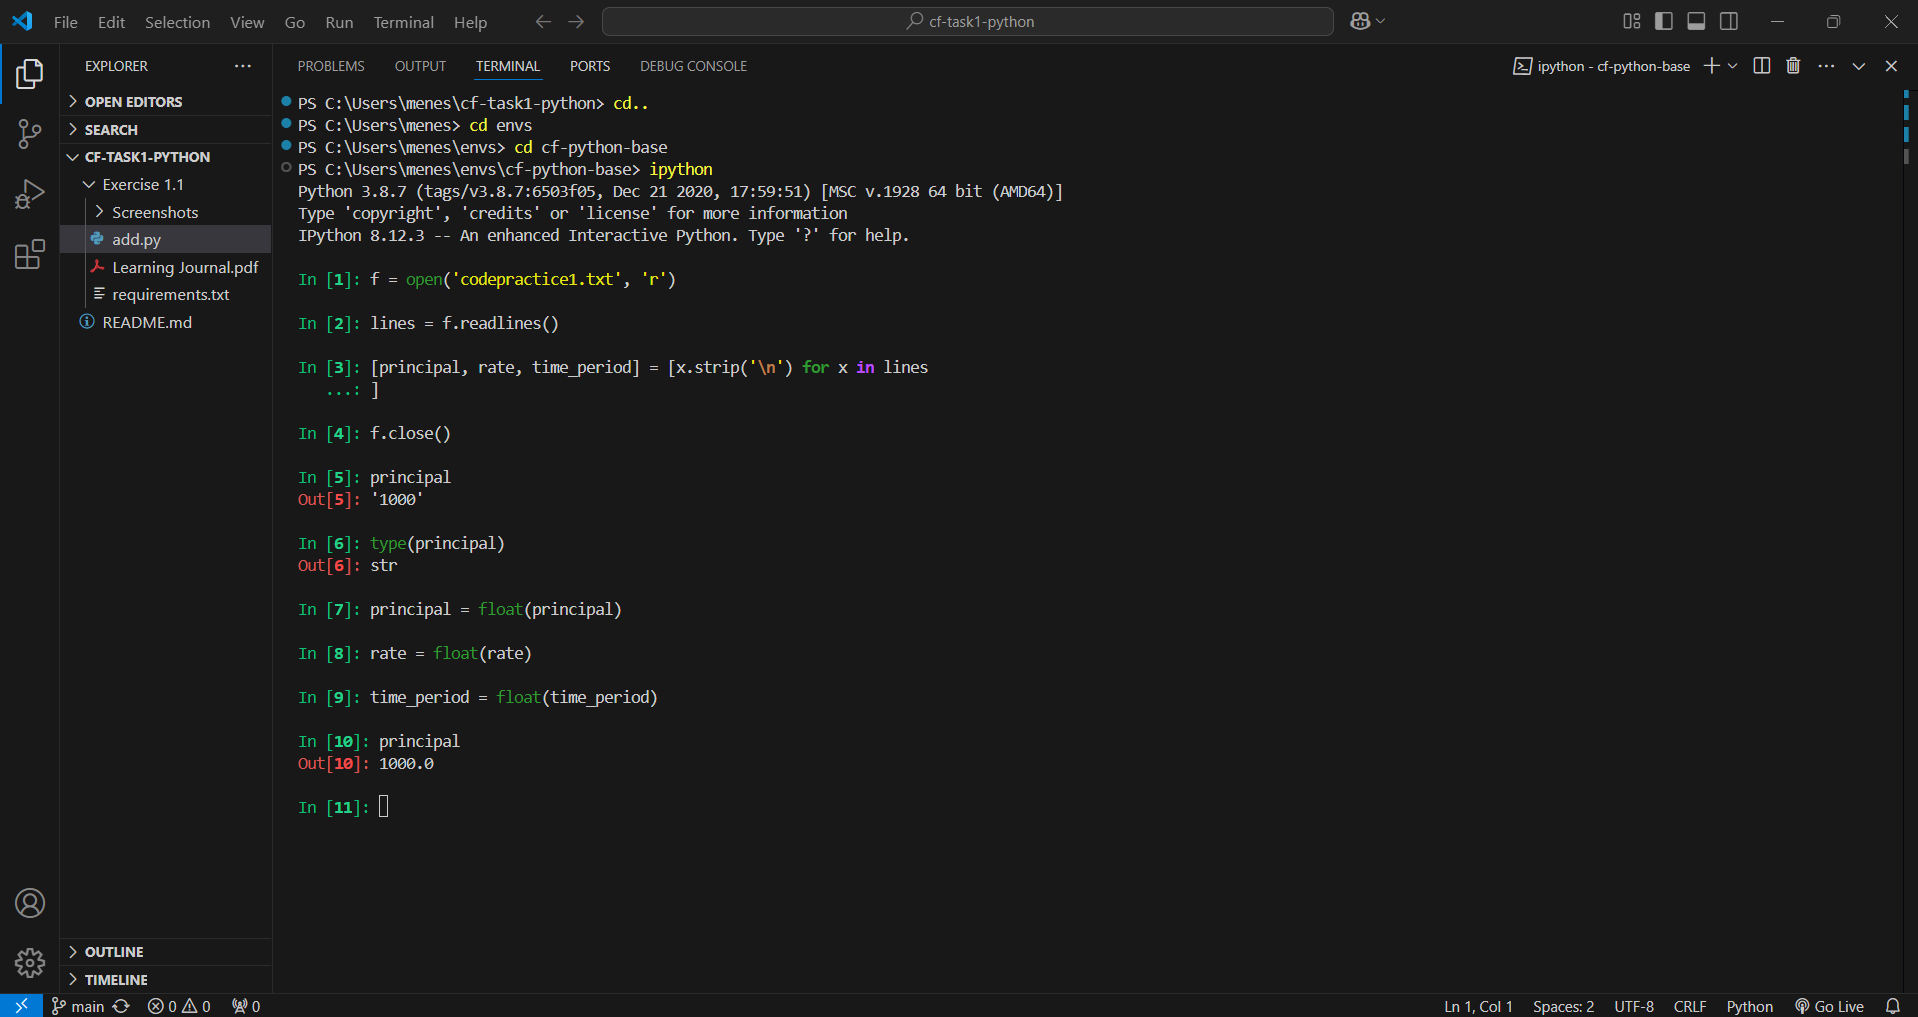 File Edit Selection View Go Run Terminal Help
cf-task1-python
EXPLORER
OPEN EDITORS
SEARCH
CF-TASK1-PYTHON
Exercise 1.1
Screenshots
add.py
Learning Journal.pdf
requirements.txt
README.md
OUTLINE
TIMELINE
PROBLEMS OUTPUT TERMINAL PORTS DEBUG CONSOLE
ipython - cf-python-base
PS C:\Users\menes\cf-task1-python> cd..
PS C:\Users\menes> cd envs
PS C:\Users\menes\envs> cd cf-python-base
PS C:\Users\menes\envs\cf-python-base> ipython
Python 3.8.7 (tags/v3.8.7:6503f05, Dec 21 2020, 17:59:51) [MSC v.1928 64 bit (AMD64)]
Type 'copyright', 'credits' or 'license' for more information
IPython 8.12.3 -- An enhanced Interactive Python. Type '?' for help.
In [1]: f = open('codepractice1.txt', 'r')
In [2]: lines = f.readlines()
In [3]: [principal, rate, time_period] = [x.strip('\n') for x in lines
...: ]
In [4]: f.close()
In [5]: principal
Out[5]: '1000'
In [6]: type(principal)
Out[6]: str
In [7]: principal = float(principal)
In [8]: rate = float(rate)
In [9]: time_period = float(time_period)
In [10]: principal
Out[10]: 1000.0
In [11]:
main 0 0 0
Ln 1, Col 1 Spaces: 2 UTF-8 CRLF Python Go Live